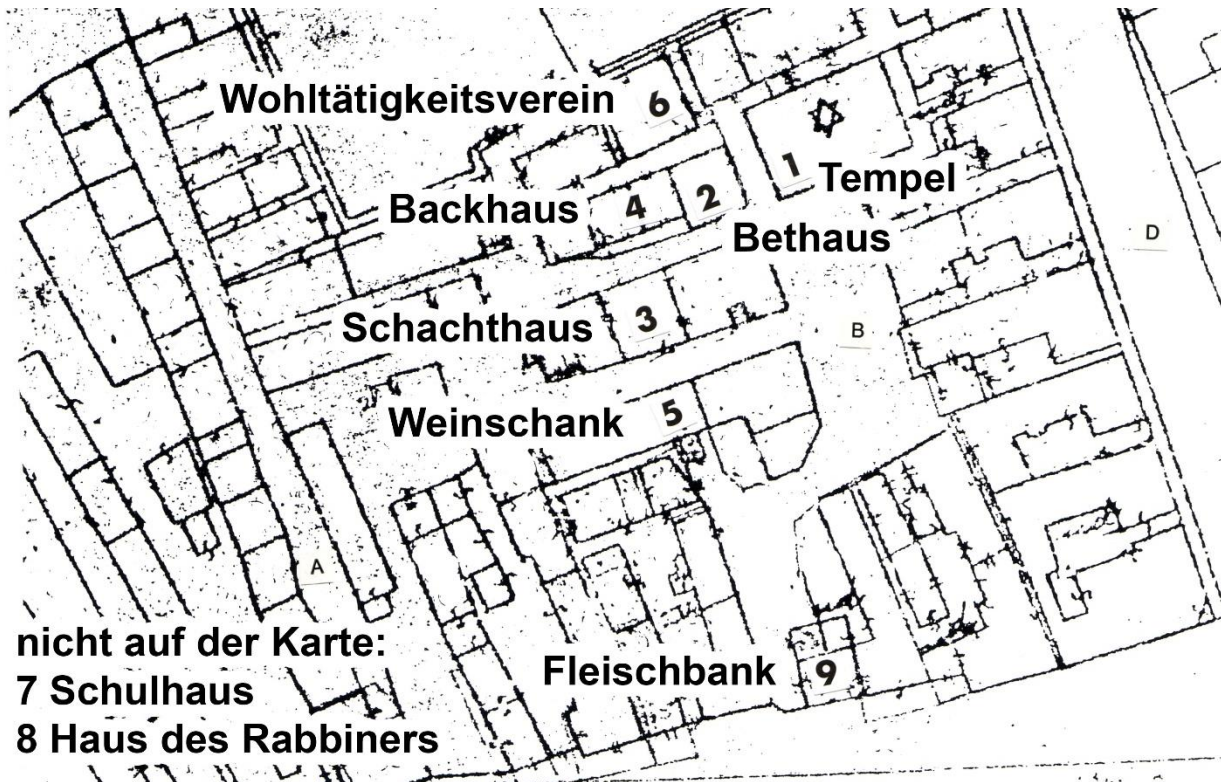 Wohltätigkeitsverein 6
1 Tempel
Backhaus 4 2
Bethaus
D
Schachthaus 3
B
Weinschank 5
A
nicht auf der Karte:
7 Schulhaus
8 Haus des Rabbiners
Fleischbank 9